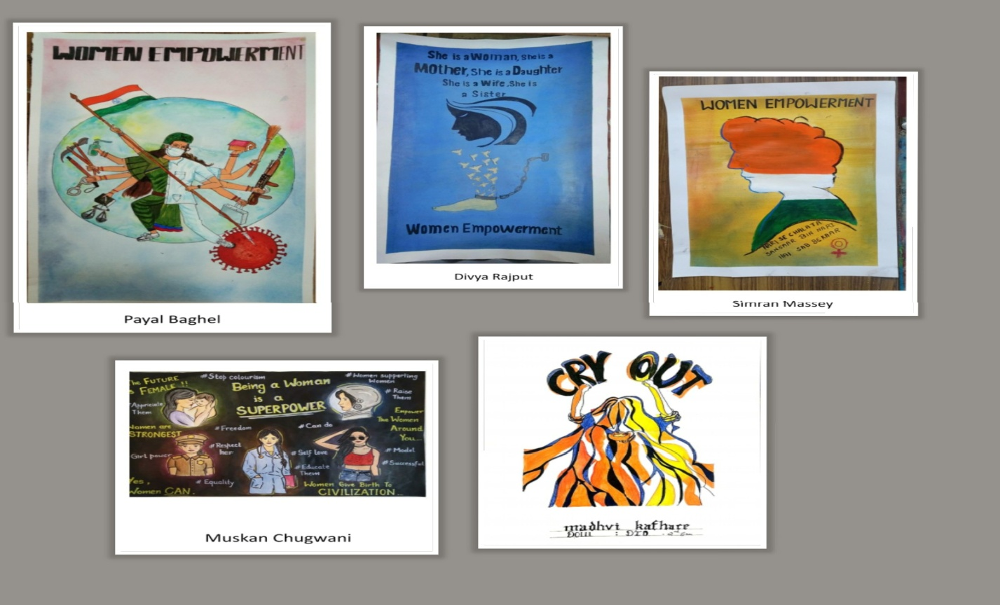 WOMEN EMPOWERMENT
Payal Baghel
She is a Woman, She is a
Mother, She is a Daughter
She is a Wife, She is
a Sister
Women Empowerment
Divya Rajput
WOMEN EMPOWERMENT
NARI SE CHALATA
SANSAAR BIN NARI
HAI SAB BEKAAR
Simran Massey
The FUTURE
is FEMALE !!
#Stop colourism
Being a Woman
is a
SUPERPOWER
#Women supporting
Women
# Raise
Them
Appriciate
Them
Empower
The Women
Around
You...
Women are
STRONGEST
#Freedom
#Can do
#Respect
her
Girl power
# Self love
#Educate
Them
# Model
#Successful
Yes,
Women CAN.
# Equality
Women Give Birth To
CIVILIZATION...
Muskan Chugwani
CRY OUT
madhvi kafhare